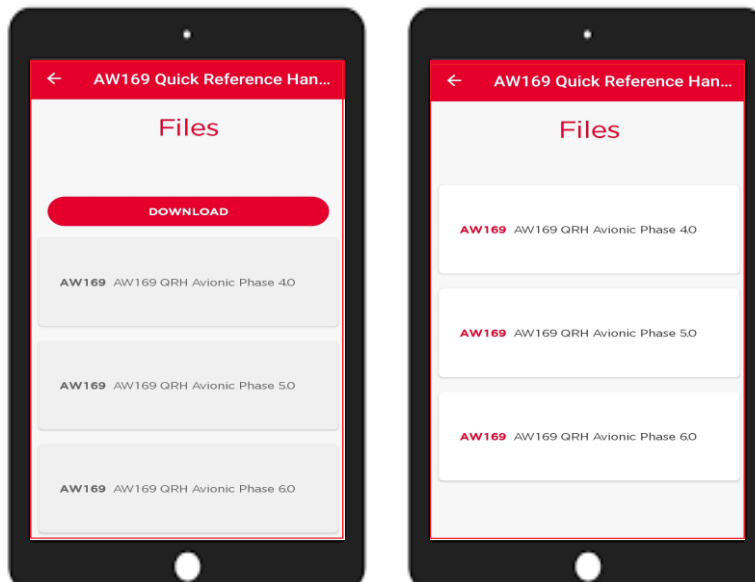 ← AW169 Quick Reference Han...
Files
DOWNLOAD
AW169 AW169 QRH Avionic Phase 4.0
AW169 AW169 QRH Avionic Phase 5.0
AW169 AW169 QRH Avionic Phase 6.0
← AW169 Quick Reference Han...
Files
AW169 AW169 QRH Avionic Phase 4.0
AW169 AW169 QRH Avionic Phase 5.0
AW169 AW169 QRH Avionic Phase 6.0